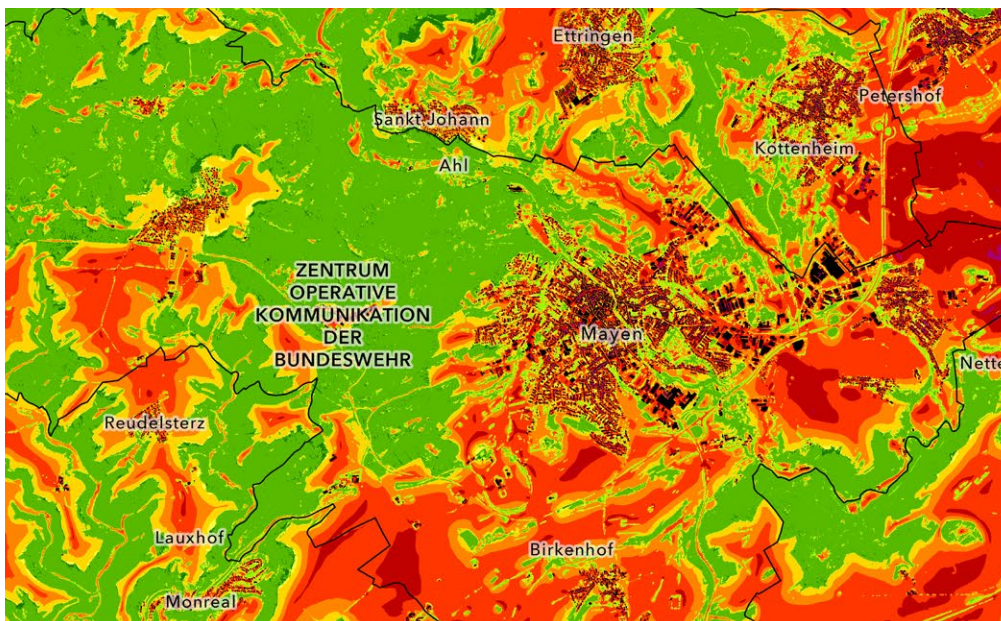 Ettringen
Petershof
Sankt Johann
Kottenheim
Ahl
ZENTRUM
OPERATIVE
KOMMUNIKATION
DER
BUNDESWEHR
Mayen
Nette
Reudelsterz
Lauxhof
Birkenhof
Monreal